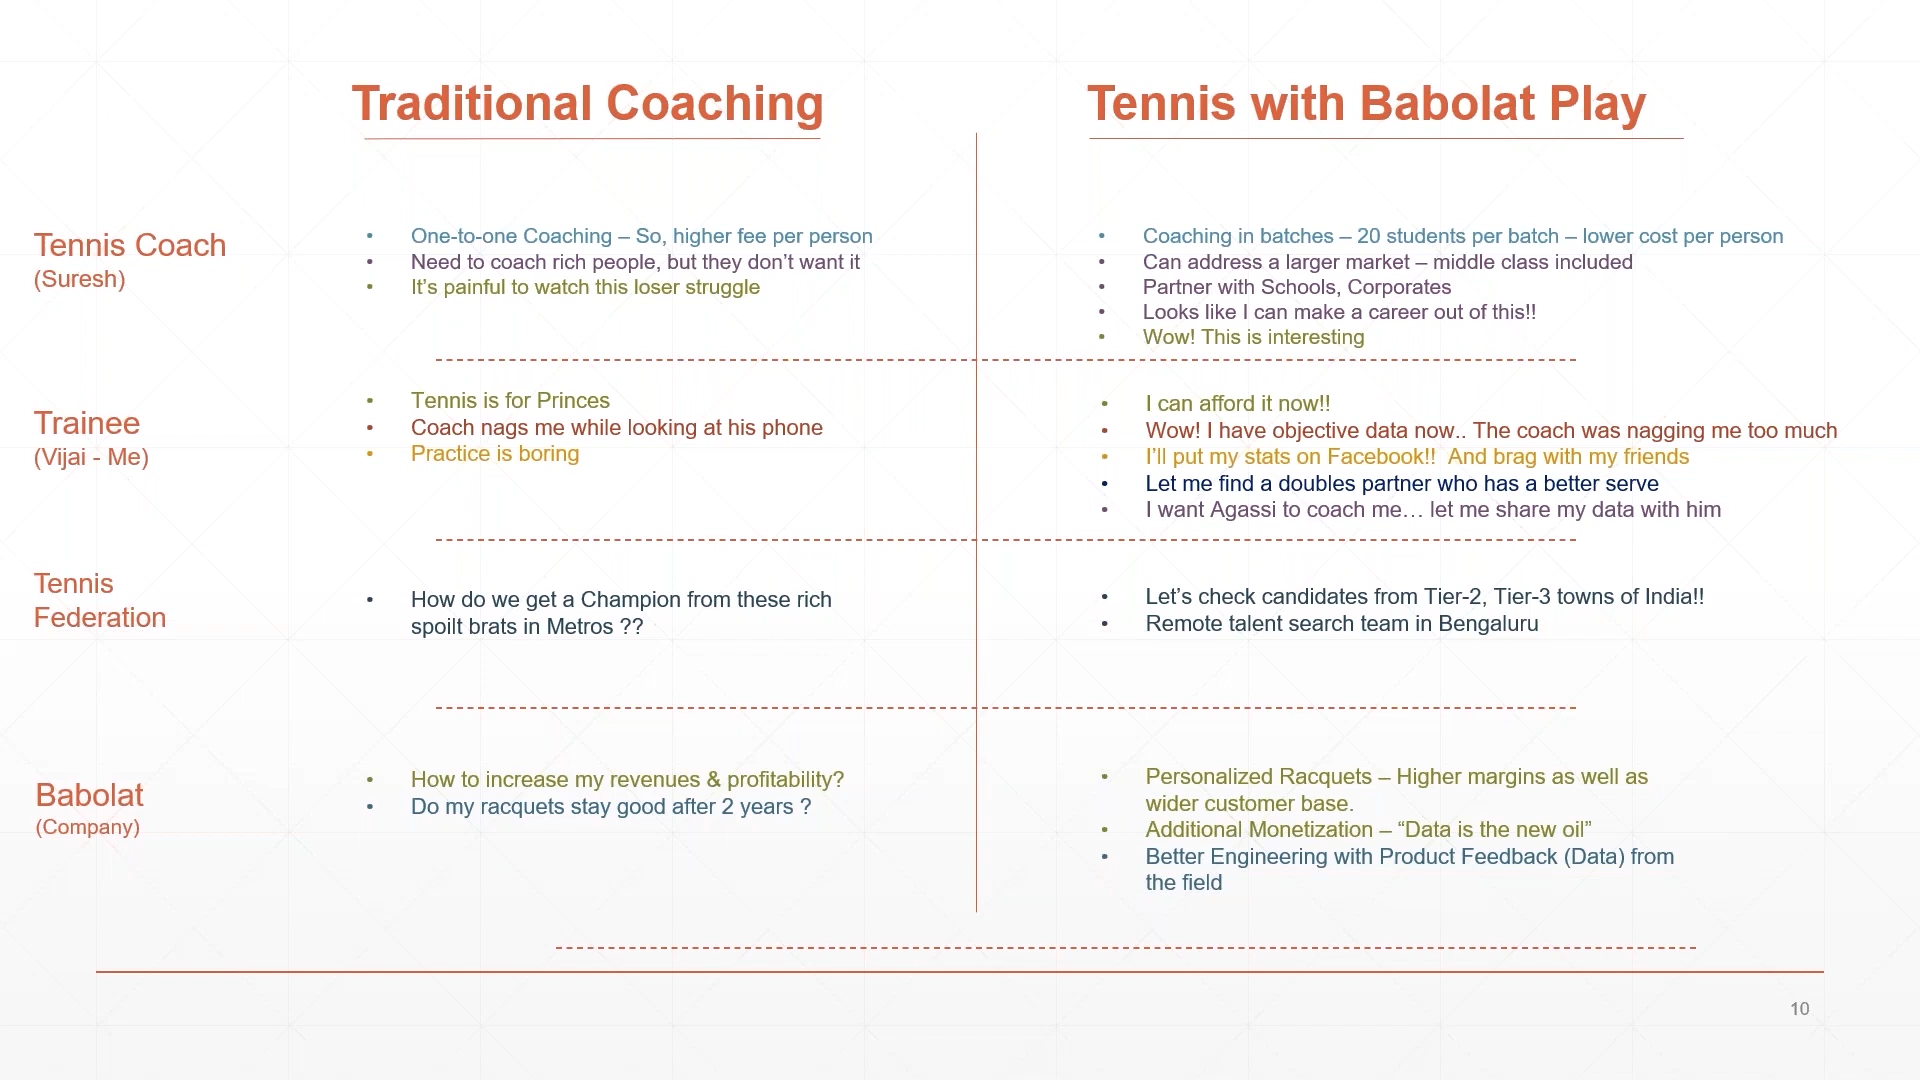 Traditional Coaching
Tennis with Babolat Play
Tennis Coach
(Suresh)
• One-to-one Coaching – So, higher fee per person
• Need to coach rich people, but they don’t want it
• It’s painful to watch this loser struggle
• Coaching in batches – 20 students per batch – lower cost per person
• Can address a larger market – middle class included
• Partner with Schools, Corporates
• Looks like I can make a career out of this!!
• Wow! This is interesting
Trainee
(Vijai - Me)
• Tennis is for Princes
• Coach nags me while looking at his phone
• Practice is boring
• I can afford it now!!
• Wow! I have objective data now.. The coach was nagging me too much
• I’ll put my stats on Facebook!!  And brag with my friends
• Let me find a doubles partner who has a better serve
• I want Agassi to coach me… let me share my data with him
Tennis
Federation
• How do we get a Champion from these rich
spoilt brats in Metros ??
• Let’s check candidates from Tier-2, Tier-3 towns of India!!
• Remote talent search team in Bengaluru
Babolat
(Company)
• How to increase my revenues & profitability?
• Do my racquets stay good after 2 years ?
• Personalized Racquets – Higher margins as well as
wider customer base.
• Additional Monetization – “Data is the new oil”
• Better Engineering with Product Feedback (Data) from
the field
10